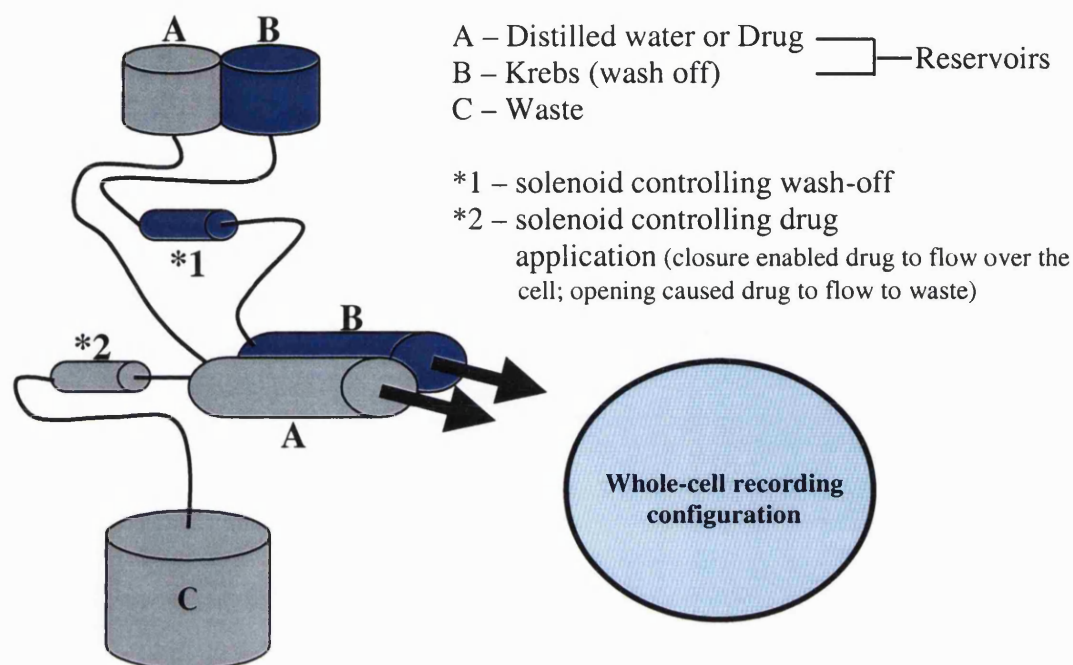 A B
A – Distilled water or Drug
B – Krebs (wash off)
Reservoirs
C – Waste
*1 – solenoid controlling wash-off
*2 – solenoid controlling drug
application (closure enabled drug to flow over the
cell; opening caused drug to flow to waste)
*1
B
*2
A
Whole-cell recording
configuration
C